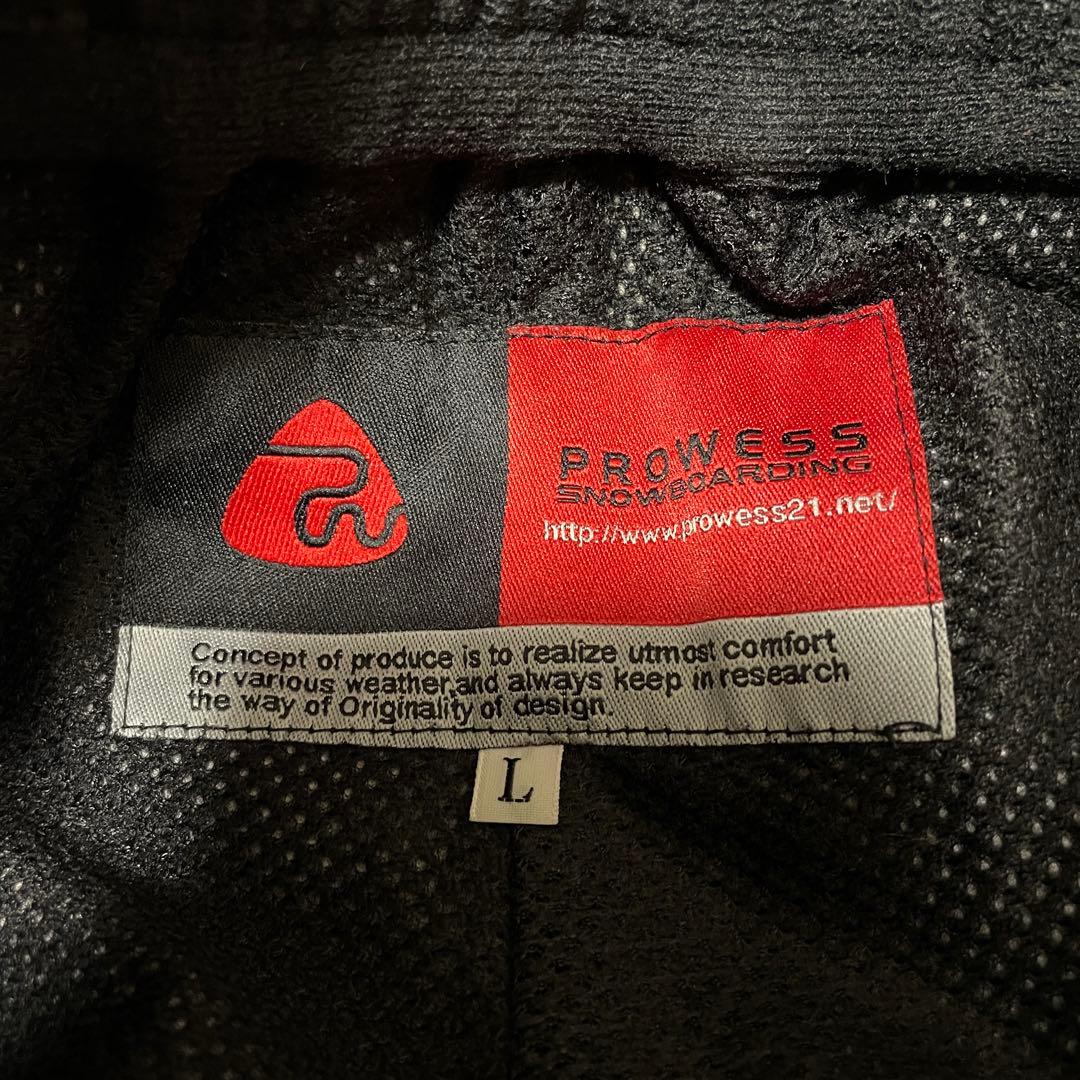 PROWESS
SNOWBOARDING
http://www.prowess21.net/
Concept of produce is to realize utmost comfort
for various weather,and always keep in research
the way of Originality of design.
L